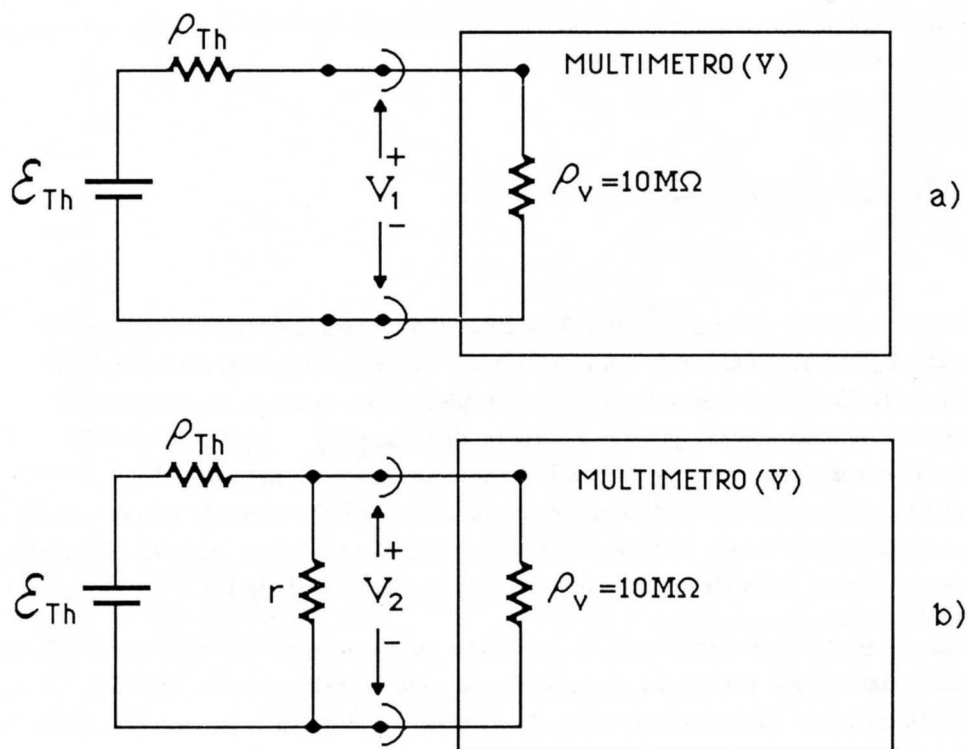 ρTh
MULTIMETRO (V)
ℰTh
+
V1
−
ρV = 10MΩ
a)
ρTh
MULTIMETRO (V)
ℰTh
r
+
V2
−
ρV = 10MΩ
b)